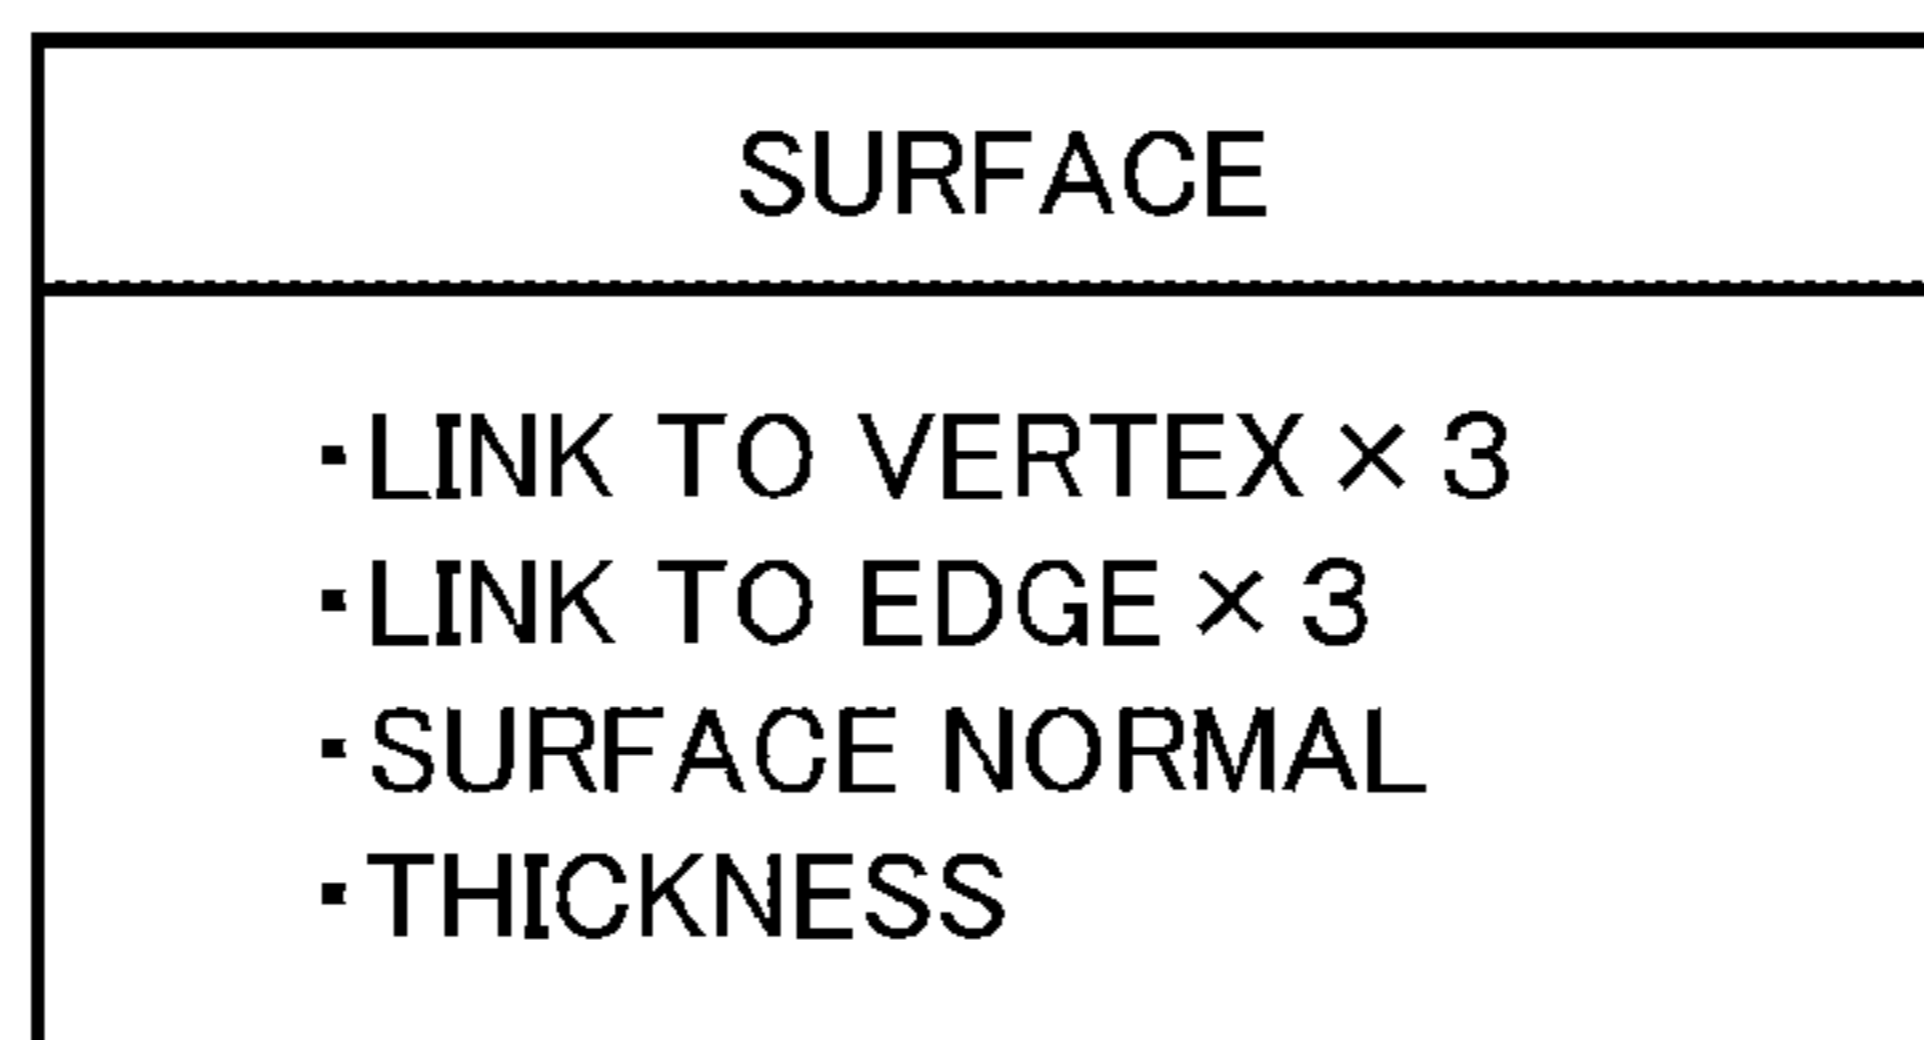 SURFACE
・LINK TO VERTEX × 3
・LINK TO EDGE × 3
・SURFACE NORMAL
・THICKNESS